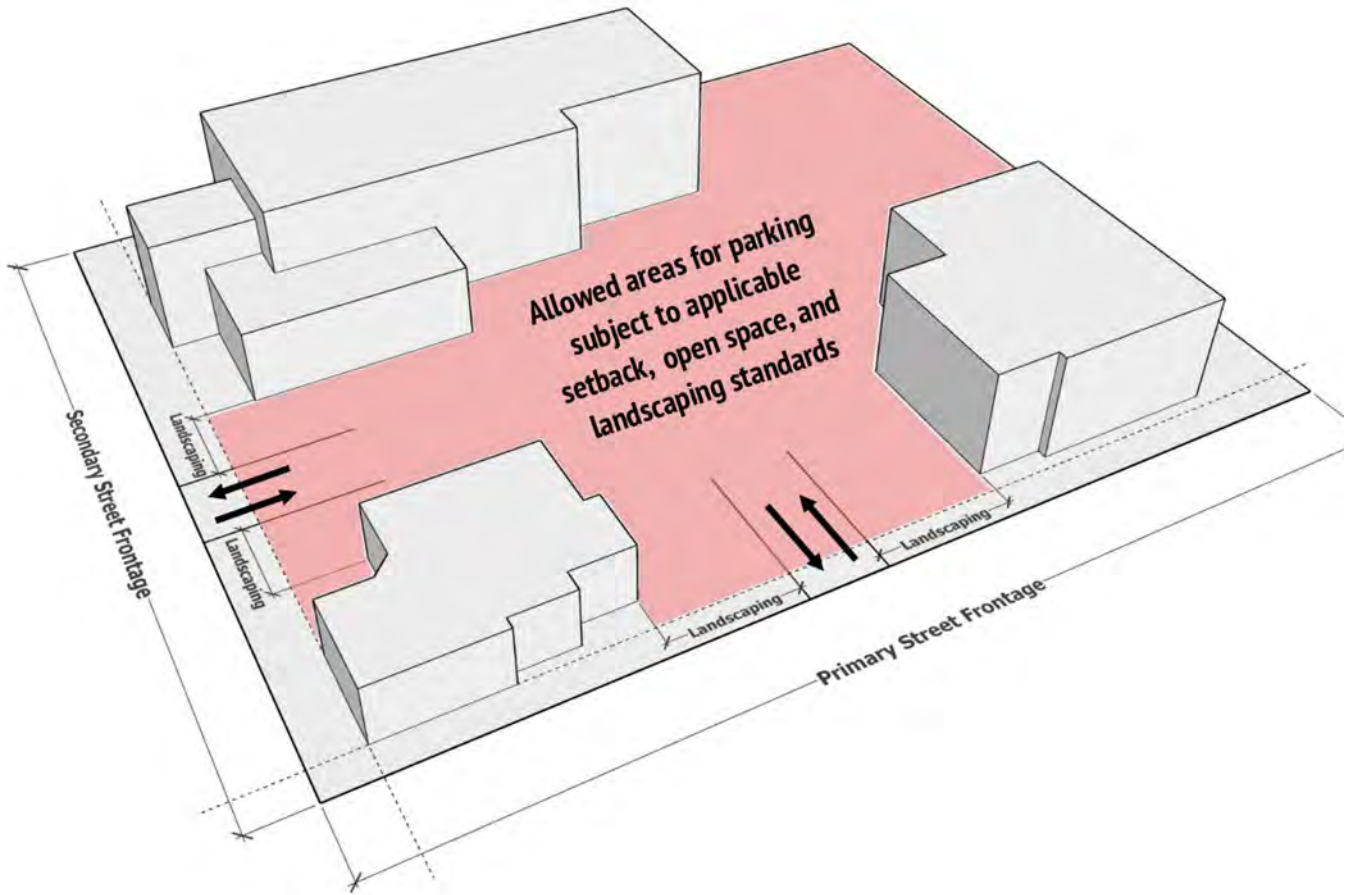 Allowed areas for parking
subject to applicable
setback, open space, and
landscaping standards
Secondary Street Frontage
Landscaping
Landscaping
Landscaping
Landscaping
Primary Street Frontage